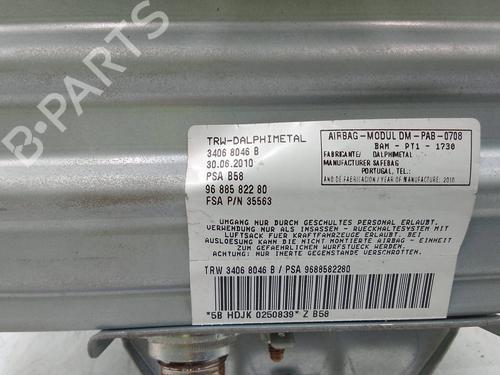 TRW-DALPHIMETAL
3406 8046 B
30.06.2010
PSA B58
96 885 822 80
FSA P/N 35563
AIRBAG-MODUL DM-PAB-0708
BAM - PT1 - 1730
FABRICANTE/ DALPHIMETAL
MANUFACTURER SAFEBAG
PORTUGAL, TEL.:
AND DE FABRICACION / YEAR OF MANUFACTURE: 2010
UMGANG NUR DURCH GESCHULTES PERSONAL ERLAUBT.
VERWENDUNG NUR ALS INSASSEN - RUECKHALTESYSTEM MIT
LUFTSACK FUER KRAFTFAHRZEUGE ERLAUBT. BEI
AUSLOESUNG KANN DIE NICHT MONTIERTE AIRBAG - EINHEIT
ZUM GEFAEHRLICHEN WURFSTUECK WERDEN.
ACHTUNG: NUR INERTE GEGENSTAENDE VERWENDEN.
TRW 3406 8046 B / PSA 9688582280
*5B HDJK 0250839* Z B58
B-PARTS